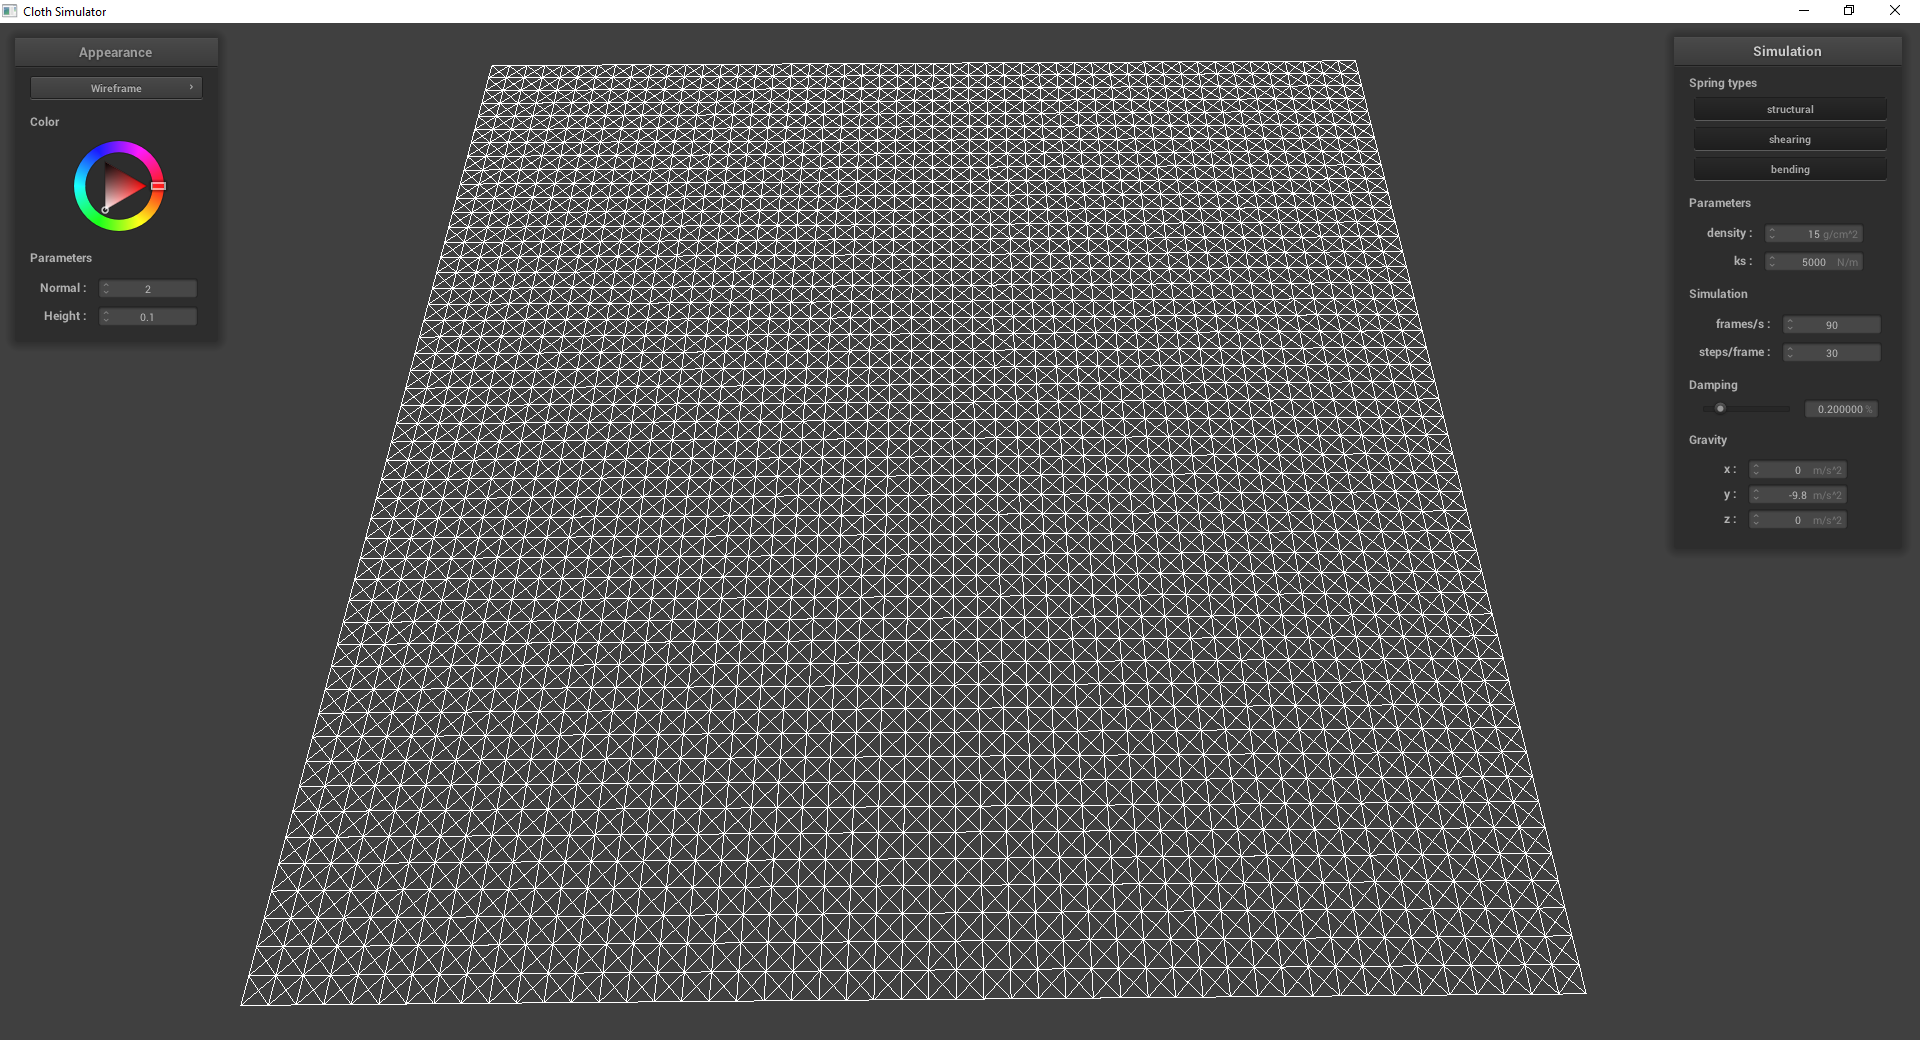 Cloth Simulator
Appearance
Wireframe
Color
Parameters
Normal : 2
Height : 0.1
Simulation
Spring types
structural
shearing
bending
Parameters
density : 15 g/cm^2
ks : 5000 N/m
Simulation
frames/s : 90
steps/frame : 30
Damping
0.200000 %
Gravity
x : 0 m/s^2
y : -9.8 m/s^2
z : 0 m/s^2